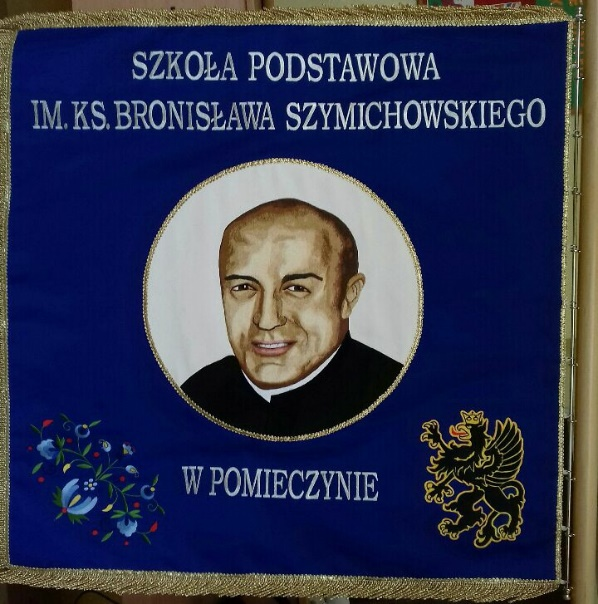 SZKOŁA PODSTAWOWA
IM. KS. BRONISŁAWA SZYMICHOWSKIEGO
W POMIECZYNIE